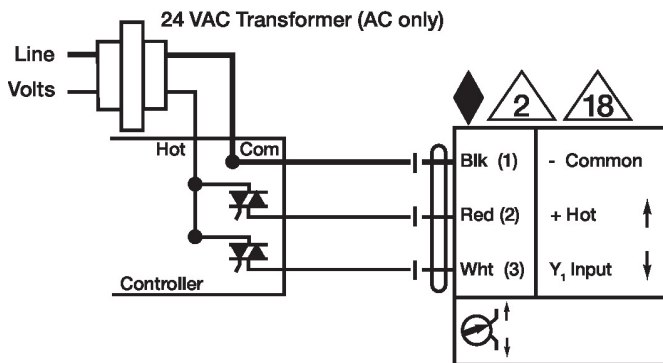 24 VAC Transformer (AC only)
Line
Volts
2
18
Hot
Com
Blk (1)
- Common
Red (2)
+ Hot
Wht (3)
Y₁ Input
Controller